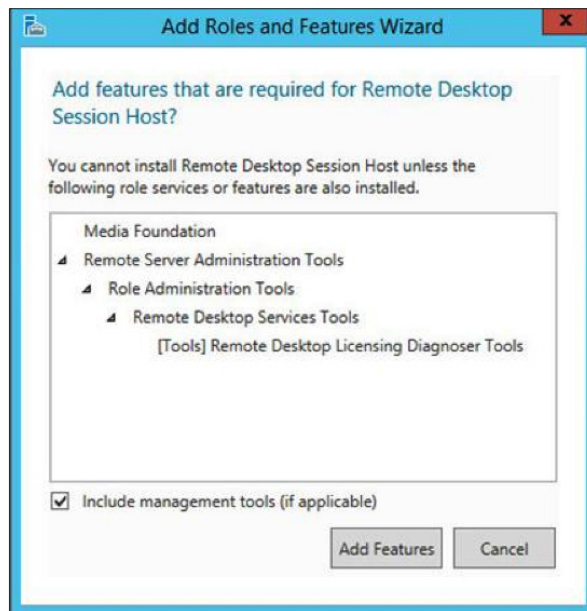 Add Roles and Features Wizard
x
Add features that are required for Remote Desktop
Session Host?
You cannot install Remote Desktop Session Host unless the
following role services or features are also installed.
Media Foundation
Remote Server Administration Tools
Role Administration Tools
Remote Desktop Services Tools
[Tools] Remote Desktop Licensing Diagnoser Tools
Include management tools (if applicable)
Add Features Cancel